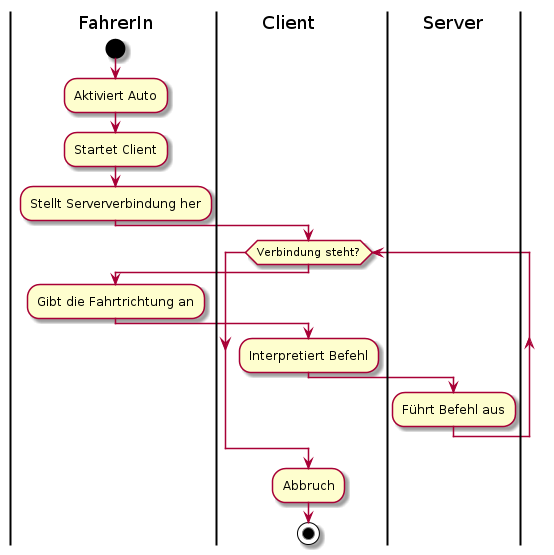 FahrerIn
Client
Server
Aktiviert Auto
Startet Client
Stellt Serververbindung her
Verbindung steht?
Gibt die Fahrtrichtung an
Interpretiert Befehl
Führt Befehl aus
Abbruch